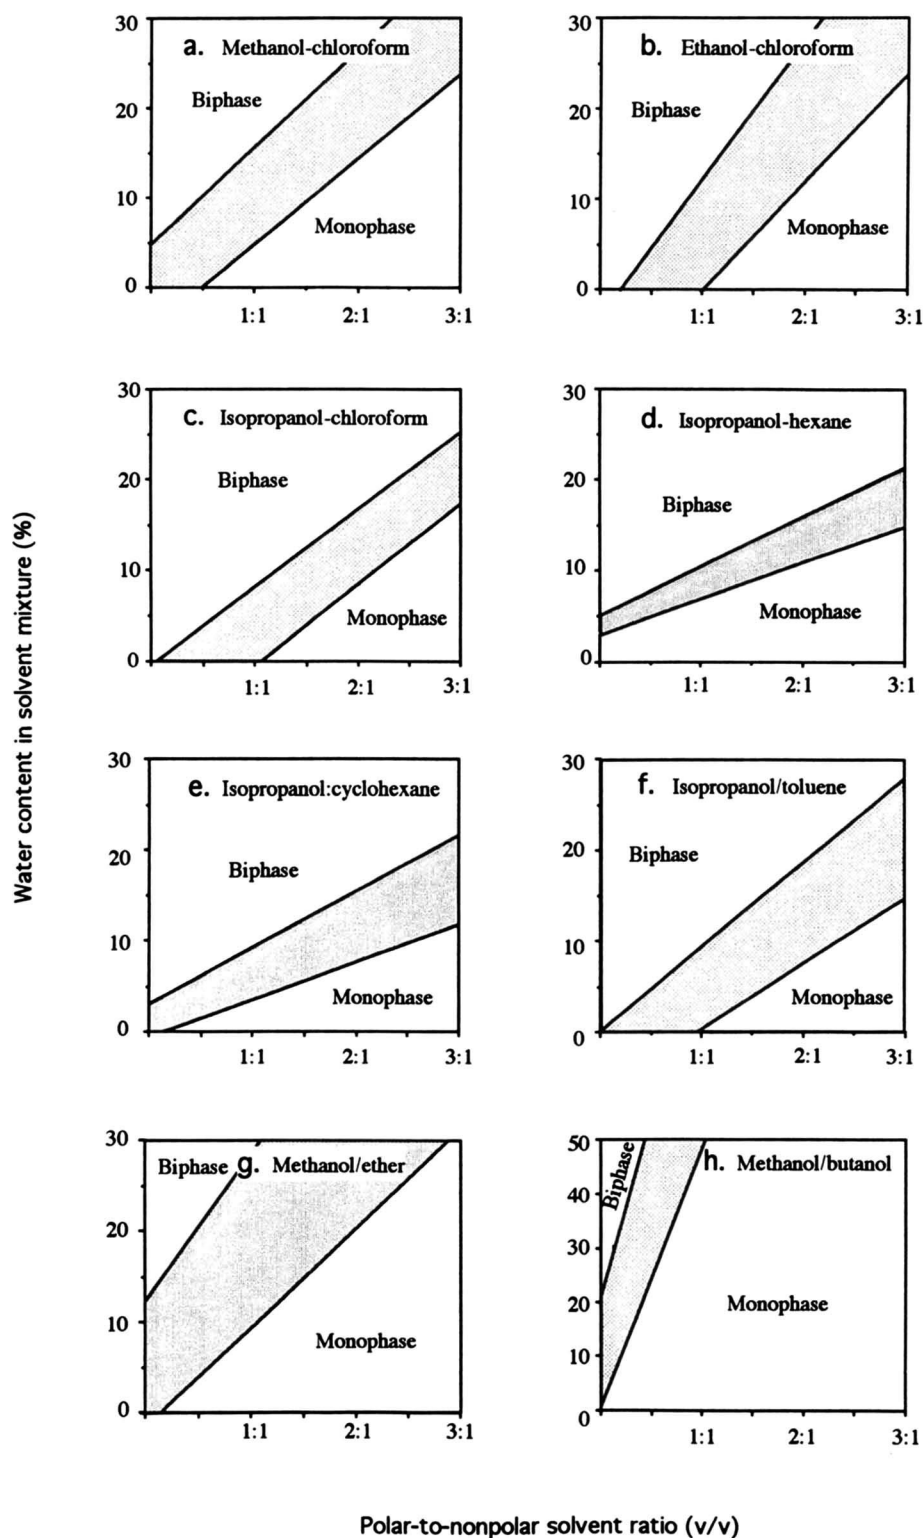 30
20
10
0
a. Methanol-chloroform
Biphase
Monophase
1:1
2:1
3:1
30
20
10
0
b. Ethanol-chloroform
Biphase
Monophase
1:1
2:1
3:1
30
20
10
0
c. Isopropanol-chloroform
Biphase
Monophase
1:1
2:1
3:1
30
20
10
0
d. Isopropanol-hexane
Biphase
Monophase
1:1
2:1
3:1
Water content in solvent mixture (%)
30
20
10
0
e. Isopropanol:cyclohexane
Biphase
Monophase
1:1
2:1
3:1
30
20
10
0
f. Isopropanol/toluene
Biphase
Monophase
1:1
2:1
3:1
30
20
10
0
Biphase
g. Methanol/ether
Monophase
1:1
2:1
3:1
50
40
30
20
10
0
Biphase
h. Methanol/butanol
Monophase
1:1
2:1
3:1
Polar-to-nonpolar solvent ratio (v/v)